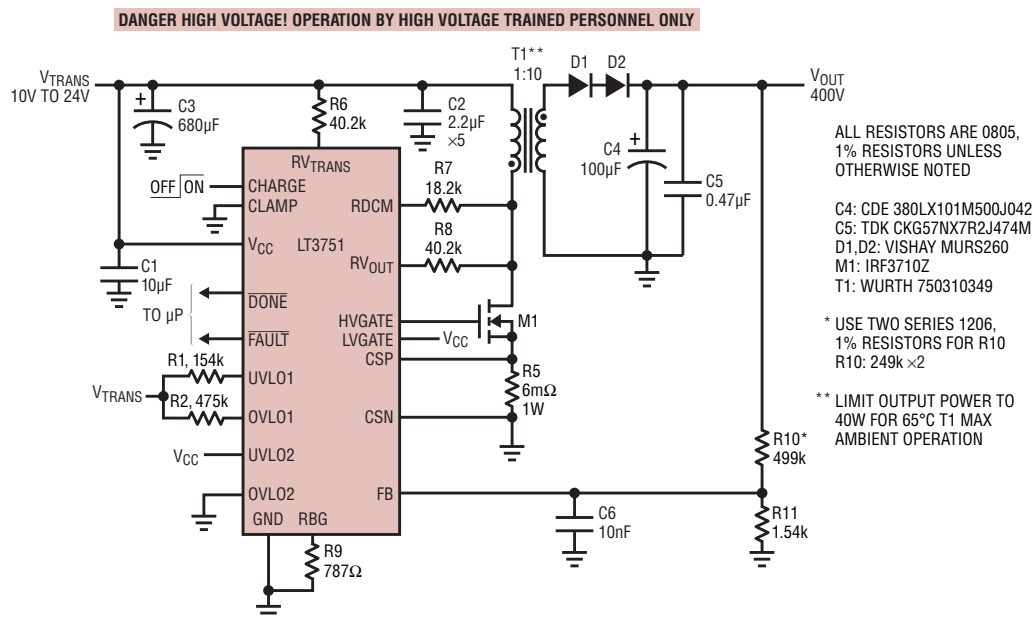 DANGER HIGH VOLTAGE! OPERATION BY HIGH VOLTAGE TRAINED PERSONNEL ONLY
VTRANS
10V TO 24V
+
C3
680µF
R6
40.2k
C2
2.2µF
×5
T1**
1:10
D1
D2
VOUT
400V
+
C4
100µF
C5
0.47µF
OFF ON
RVTRANS
CHARGE
CLAMP
VCC
LT3751
DONE
FAULT
UVLO1
OVLO1
UVLO2
OVLO2
GND
RBG
RDCM
RVOUT
HVGATE
LVGATE
CSP
CSN
FB
R7
18.2k
R8
40.2k
C1
10µF
TO µP
VCC
M1
R1, 154k
VTRANS
R2, 475k
R5
6mΩ
1W
VCC
R9
787Ω
C6
10nF
R10*
499k
R11
1.54k
ALL RESISTORS ARE 0805,
1% RESISTORS UNLESS
OTHERWISE NOTED
C4: CDE 380LX101M500J042
C5: TDK CKG57NX7R2J474M
D1,D2: VISHAY MURS260
M1: IRF3710Z
T1: WURTH 750310349
* USE TWO SERIES 1206,
1% RESISTORS FOR R10
R10: 249k ×2
** LIMIT OUTPUT POWER TO
40W FOR 65°C T1 MAX
AMBIENT OPERATION